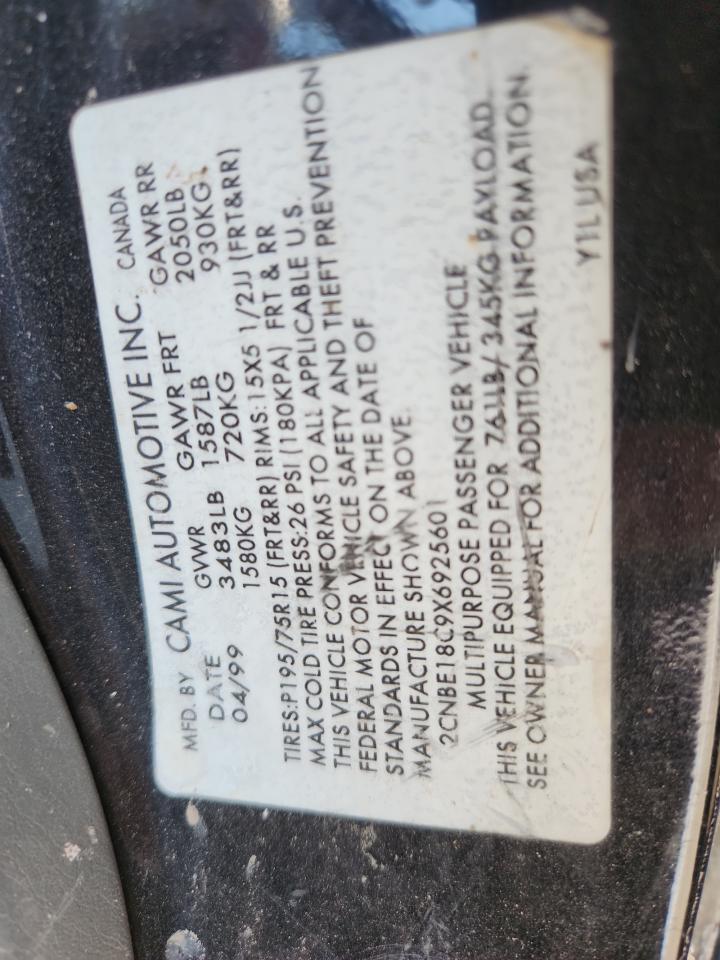 MFD. BY CAMI AUTOMOTIVE INC. CANADA
DATE GVWR GAWR FRT GAWR RR
04/99 3483LB 1587LB 2050LB
1580KG 720KG 930KG
TIRES:P195/75R15 (FRT&RR) RIMS:15X5 1/2JJ (FRT&RR)
MAX COLD TIRE PRESS:26 PSI (180KPA) FRT & RR
THIS VEHICLE CONFORMS TO ALL APPLICABLE U.S.
FEDERAL MOTOR VEHICLE SAFETY AND THEFT PREVENTION
STANDARDS IN EFFECT ON THE DATE OF
MANUFACTURE SHOWN ABOVE.
2CNBE18C9X6925601
MULTIPURPOSE PASSENGER VEHICLE
THIS VEHICLE EQUIPPED FOR 761LB/ 345KG PAYLOAD
SEE OWNER MANUAL FOR ADDITIONAL INFORMATION.
YTLUSA